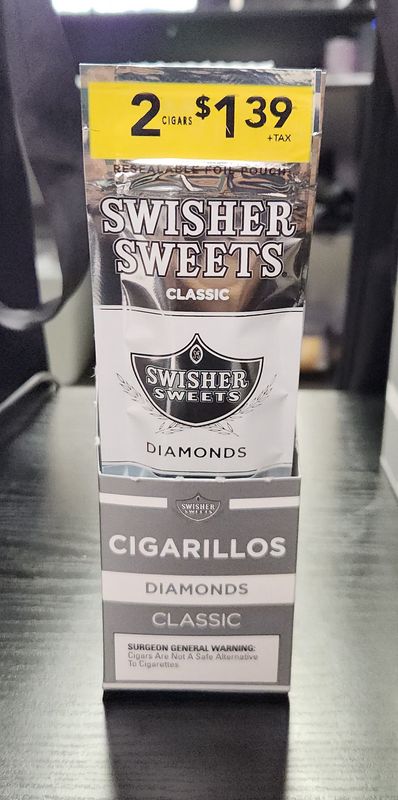 2 CIGARS $1.39
+TAX
RESEALABLE FOIL POUCH
SWISHER
SWEETS
CLASSIC
SWISHER
SWEETS
DIAMONDS
SWISHER
SWEETS
CIGARILLOS
DIAMONDS
CLASSIC
SURGEON GENERAL WARNING:
Cigars Are Not A Safe Alternative
To Cigarettes